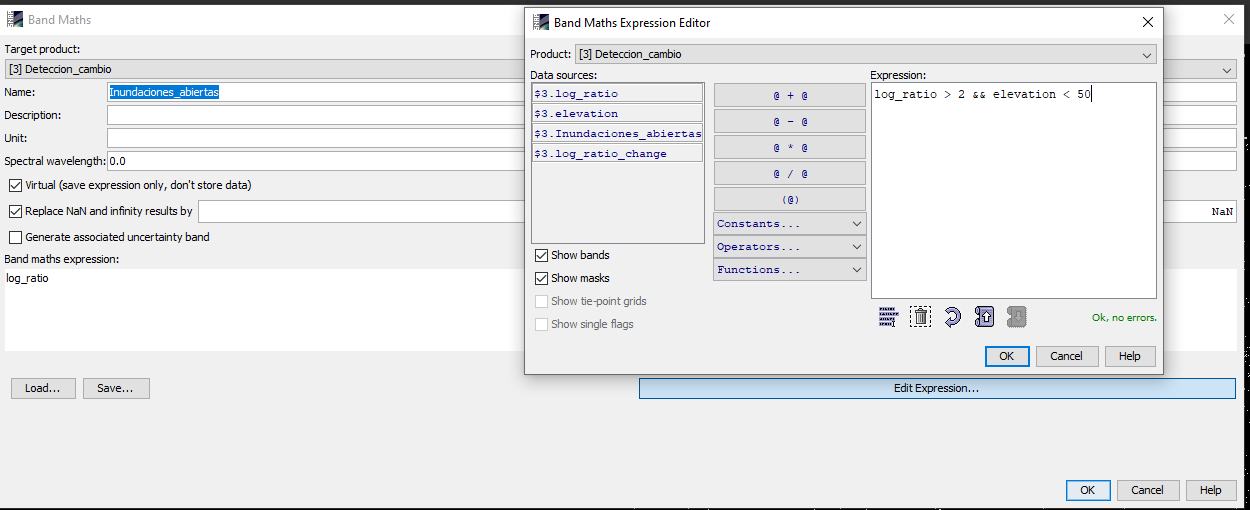 Band Maths
Target product:
[3] Deteccion_cambio
Name:
Inundaciones_abiertas
Description:
Unit:
Spectral wavelength:
0.0
Virtual (save expression only, don't store data)
Replace NaN and infinity results by
NaN
Generate associated uncertainty band
Band maths expression:
log_ratio
Load...
Save...
Edit Expression...
OK
Cancel
Help
Band Maths Expression Editor
Product:
[3] Deteccion_cambio
Data sources:
$3.log_ratio
$3.elevation
$3.Inundaciones_abiertas
$3.log_ratio_change
@ + @
@ - @
@ * @
@ / @
(@)
Constants...
Operators...
Functions...
Expression:
log_ratio > 2 && elevation < 50
Show bands
Show masks
Show tie-point grids
Show single flags
Ok, no errors.
OK
Cancel
Help